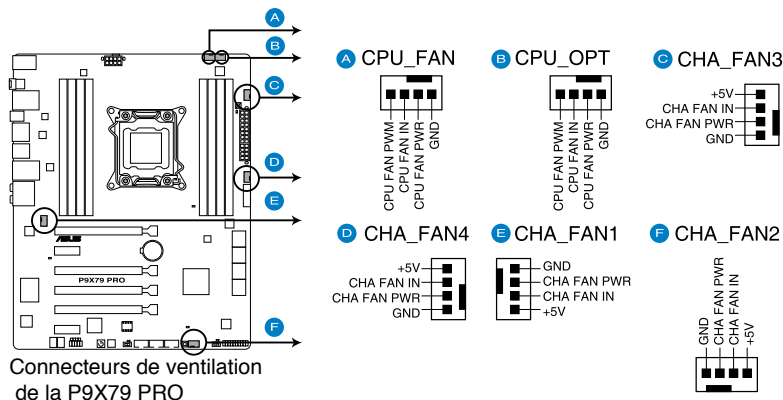 A
B
C
D
E
F
ASUS
P9X79 PRO
Connecteurs de ventilation
de la P9X79 PRO
A CPU_FAN
CPU FAN PWM
CPU FAN IN
CPU FAN PWR
GND
B CPU_OPT
CPU FAN PWM
CPU FAN IN
CPU FAN PWR
GND
C CHA_FAN3
+5V
CHA FAN IN
CHA FAN PWR
GND
D CHA_FAN4
+5V
CHA FAN IN
CHA FAN PWR
GND
E CHA_FAN1
GND
CHA FAN PWR
CHA FAN IN
+5V
F CHA_FAN2
GND
CHA FAN PWR
CHA FAN IN
+5V